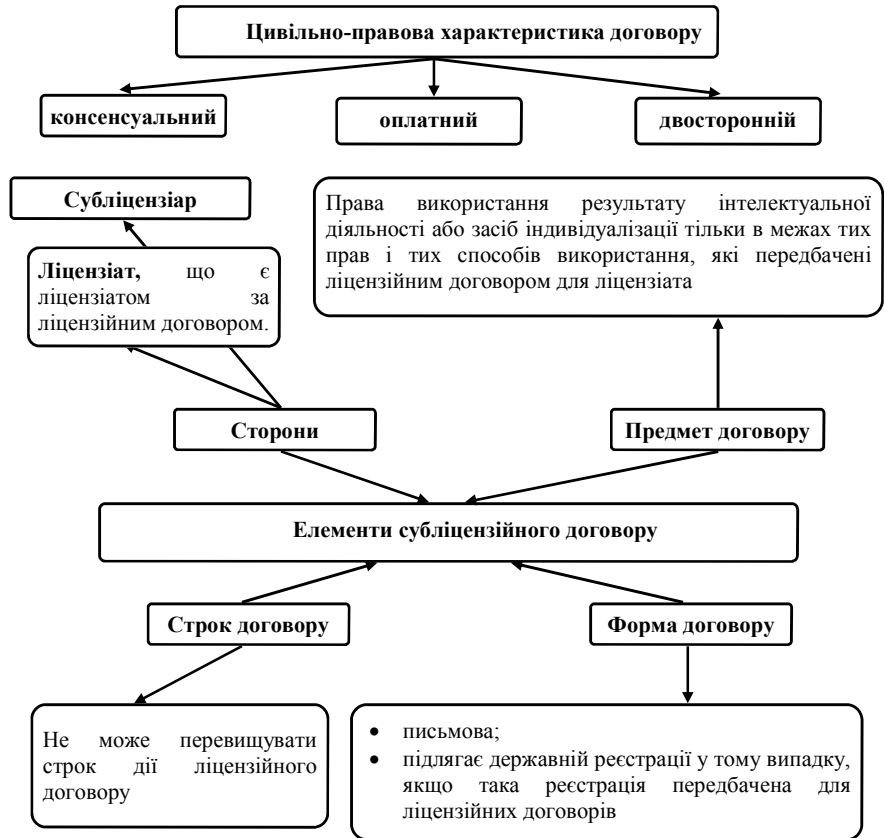 Цивільно-правова характеристика договору
консенсуальний
оплатний
двосторонній
Субліцензіар
Права використання результату інтелектуальної
діяльності або засіб індивідуалізації тільки в межах тих
прав і тих способів використання, які передбачені
ліцензійним договором для ліцензіата
Ліцензіат, що є
ліцензіатом за
ліцензійним договором.
Сторони
Предмет договору
Елементи субліцензійного договору
Строк договору
Форма договору
Не може перевищувати
строк дії ліцензійного
договору
• письмова;
• підлягає державній реєстрації у тому випадку,
якщо така реєстрація передбачена для
ліцензійних договорів